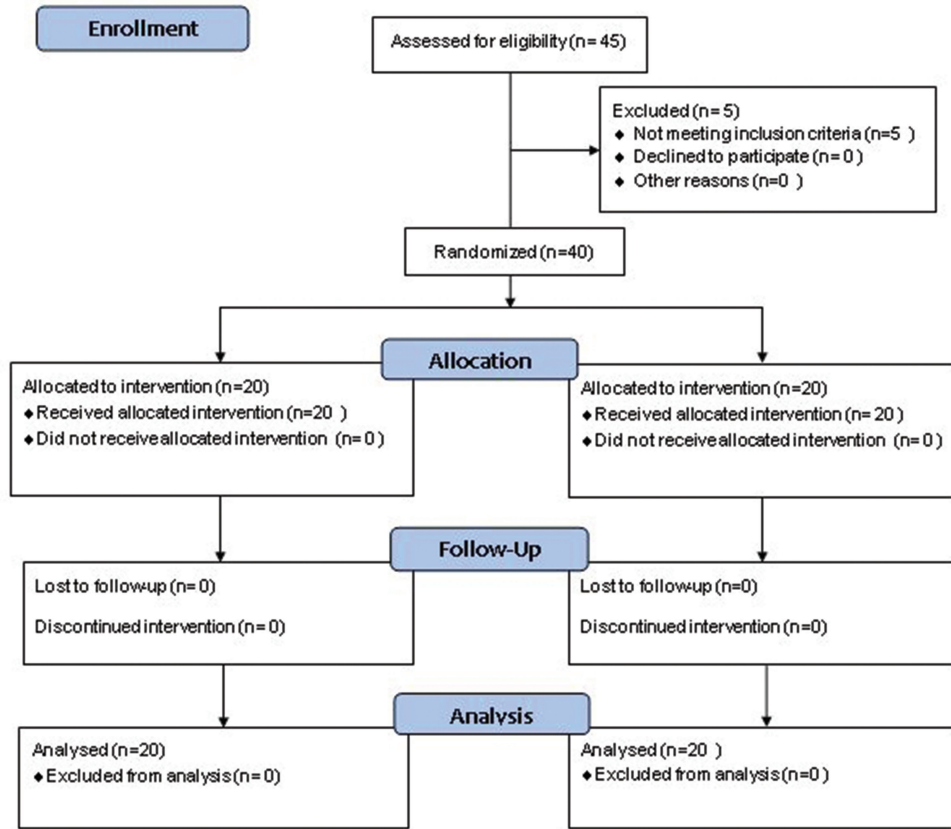 Enrollment
Assessed for eligibility (n= 45)
Excluded (n= 5)
◆ Not meeting inclusion criteria (n=5 )
◆ Declined to participate (n= 0)
◆ Other reasons (n=0 )
Randomized (n=40)
Allocation
Allocated to intervention (n=20)
◆ Received allocated intervention (n=20 )
◆ Did not receive allocated intervention (n= 0)
Allocated to intervention (n=20)
◆ Received allocated intervention (n= 20)
◆ Did not receive allocated intervention (n= 0)
Follow-Up
Lost to follow-up (n= 0)
Discontinued intervention (n= 0)
Lost to follow-up (n=0)
Discontinued intervention (n=0)
Analysis
Analysed (n=20)
◆ Excluded from analysis (n= 0)
Analysed (n=20 )
◆ Excluded from analysis (n=0 )